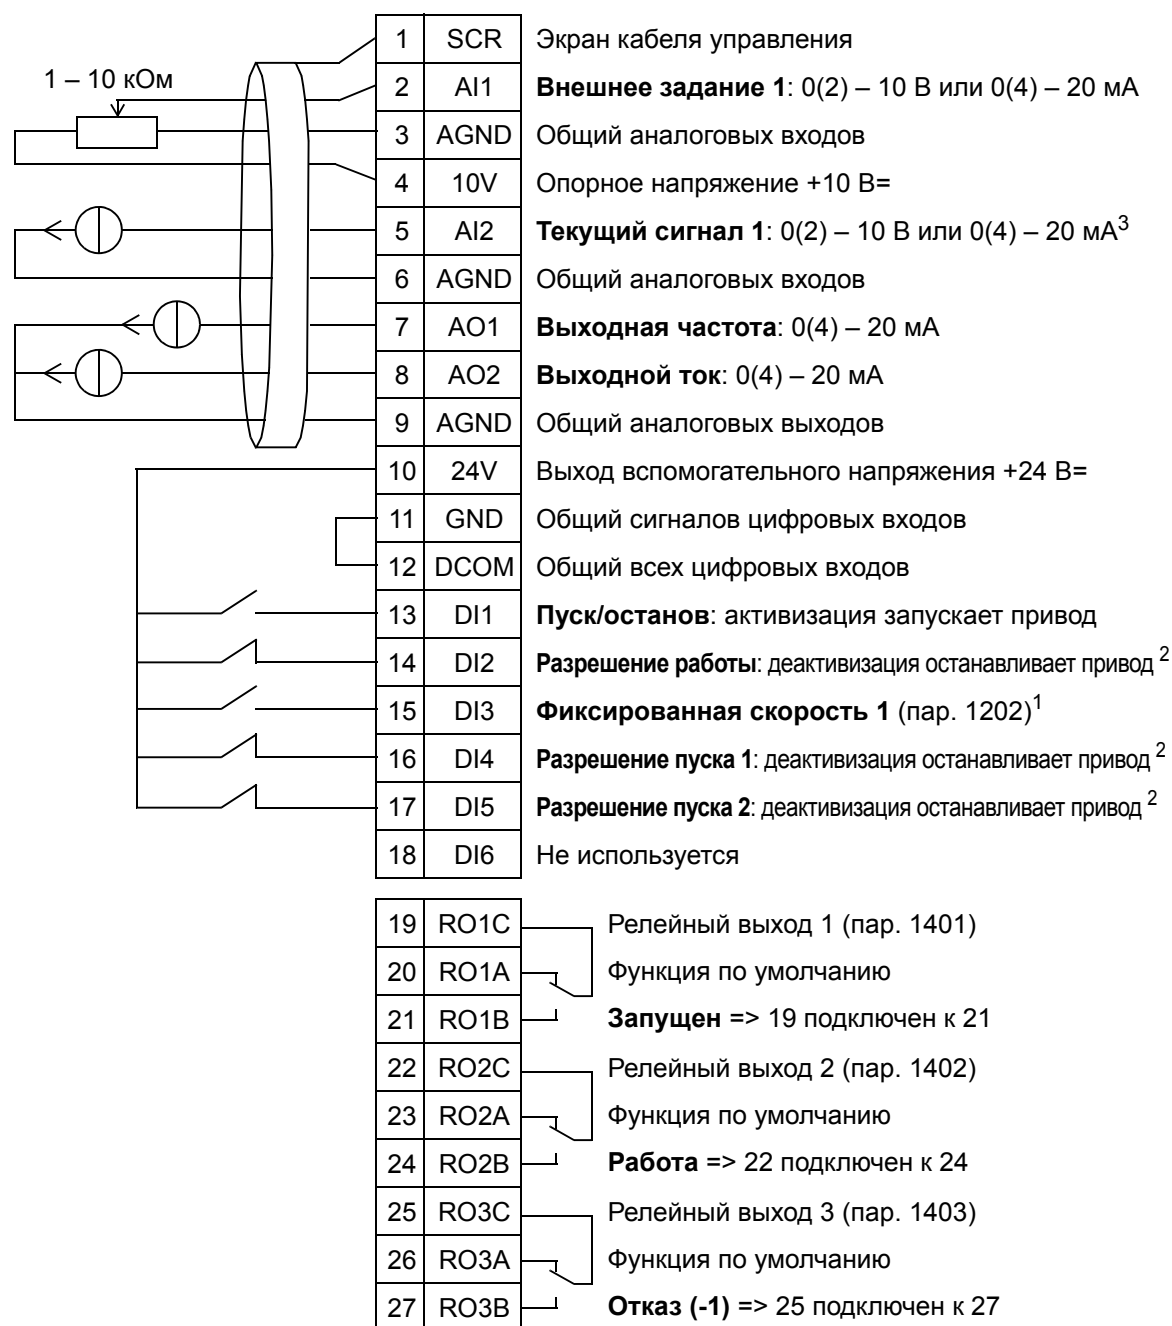 1 – 10 кОм
1 SCR Экран кабеля управления
2 AI1 Внешнее задание 1: 0(2) – 10 В или 0(4) – 20 мА
3 AGND Общий аналоговых входов
4 10V Опорное напряжение +10 В=
5 AI2 Текущий сигнал 1: 0(2) – 10 В или 0(4) – 20 мА3
6 AGND Общий аналоговых входов
7 AO1 Выходная частота: 0(4) – 20 мА
8 AO2 Выходной ток: 0(4) – 20 мА
9 AGND Общий аналоговых выходов
10 24V Выход вспомогательного напряжения +24 В=
11 GND Общий сигналов цифровых входов
12 DCOM Общий всех цифровых входов
13 DI1 Пуск/останов: активизация запускает привод
14 DI2 Разрешение работы: деактивизация останавливает привод 2
15 DI3 Фиксированная скорость 1 (пар. 1202)1
16 DI4 Разрешение пуска 1: деактивизация останавливает привод 2
17 DI5 Разрешение пуска 2: деактивизация останавливает привод 2
18 DI6 Не используется
19 RO1C Релейный выход 1 (пар. 1401)
20 RO1A Функция по умолчанию
21 RO1B Запущен => 19 подключен к 21
22 RO2C Релейный выход 2 (пар. 1402)
23 RO2A Функция по умолчанию
24 RO2B Работа => 22 подключен к 24
25 RO3C Релейный выход 3 (пар. 1403)
26 RO3A Функция по умолчанию
27 RO3B Отказ (-1) => 25 подключен к 27